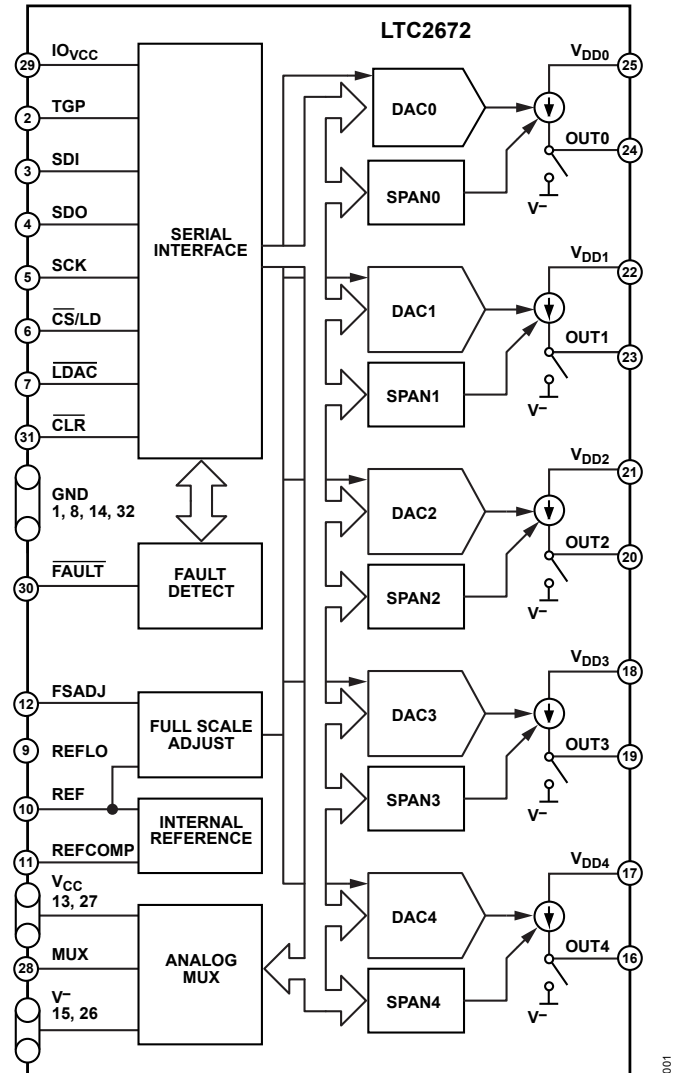 LTC2672
29
IOVCC
2
TGP
3
SDI
4
SDO
5
SCK
6
CS/LD
7
LDAC
31
CLR
GND
1, 8, 14, 32
30
FAULT
12
FSADJ
9
REFLO
10
REF
11
REFCOMP
VCC
13, 27
28
MUX
V–
15, 26
SERIAL
INTERFACE
FAULT
DETECT
FULL SCALE
ADJUST
INTERNAL
REFERENCE
ANALOG
MUX
DAC0
SPAN0
VDD0
25
OUT0
24
V–
DAC1
SPAN1
VDD1
22
OUT1
23
V–
DAC2
SPAN2
VDD2
21
OUT2
20
V–
DAC3
SPAN3
VDD3
18
OUT3
19
V–
DAC4
SPAN4
VDD4
17
OUT4
16
V–
001